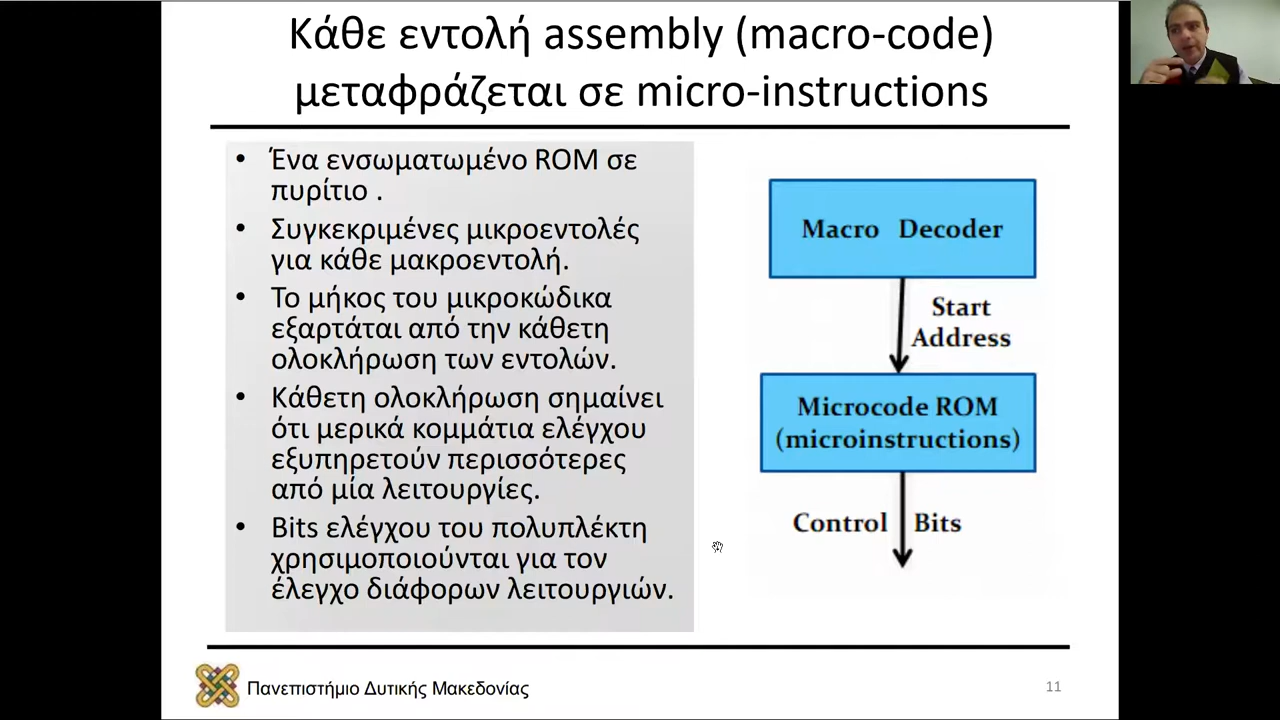 Κάθε εντολή assembly (macro-code)
μεταφράζεται σε micro-instructions
• Ένα ενσωματωμένο ROM σε
πυρίτιο .
• Συγκεκριμένες μικροεντολές
για κάθε μακροεντολή.
• Το μήκος του μικροκώδικα
εξαρτάται από την κάθετη
ολοκλήρωση των εντολών.
• Κάθετη ολοκλήρωση σημαίνει
ότι μερικά κομμάτια ελέγχου
εξυπηρετούν περισσότερες
από μία λειτουργίες.
• Bits ελέγχου του πολυπλέκτη
χρησιμοποιούνται για τον
έλεγχο διάφορων λειτουργιών.
Macro Decoder
Start
Address
Microcode ROM
(microinstructions)
Control Bits
Πανεπιστήμιο Δυτικής Μακεδονίας
11